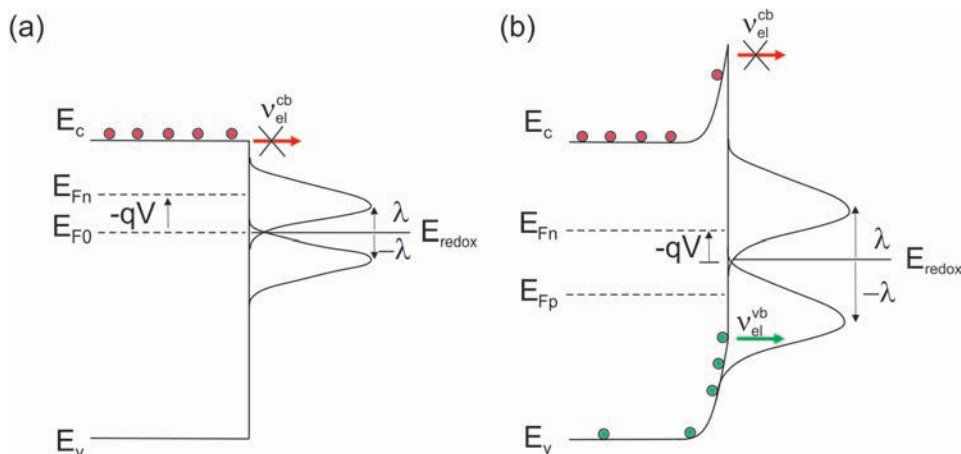 (a)
ν_el^cb
E_c
E_Fn
-qV
E_F0
λ
-λ
E_redox
E_v
(b)
ν_el^cb
E_c
E_Fn
-qV
E_Fp
λ
-λ
E_redox
ν_el^vb
E_v